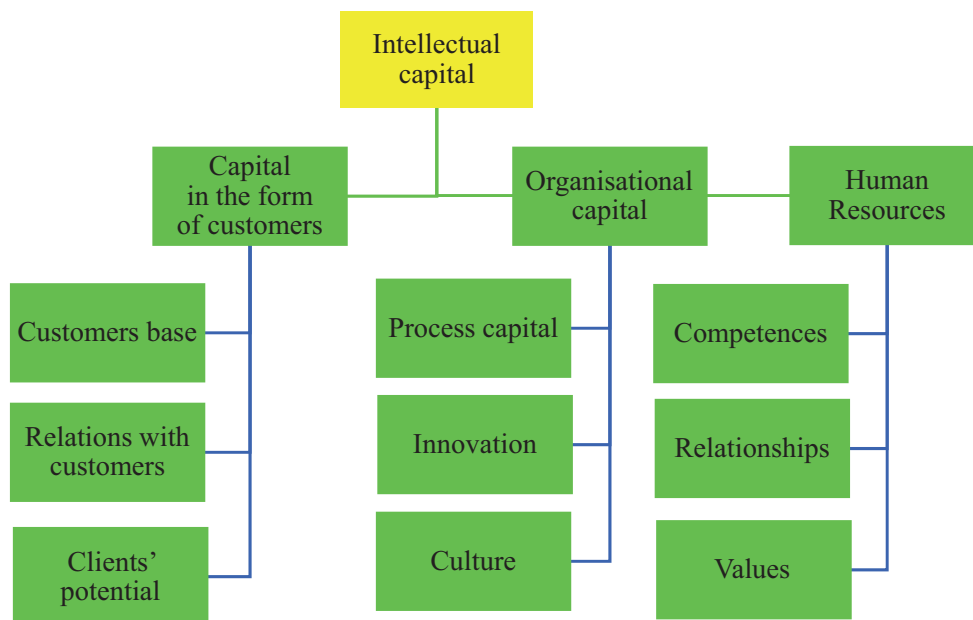 Intellectual
capital
Capital
in the form
of customers
Organisational
capital
Human
Resources
Customers base
Relations with
customers
Clients’
potential
Process capital
Innovation
Culture
Competences
Relationships
Values